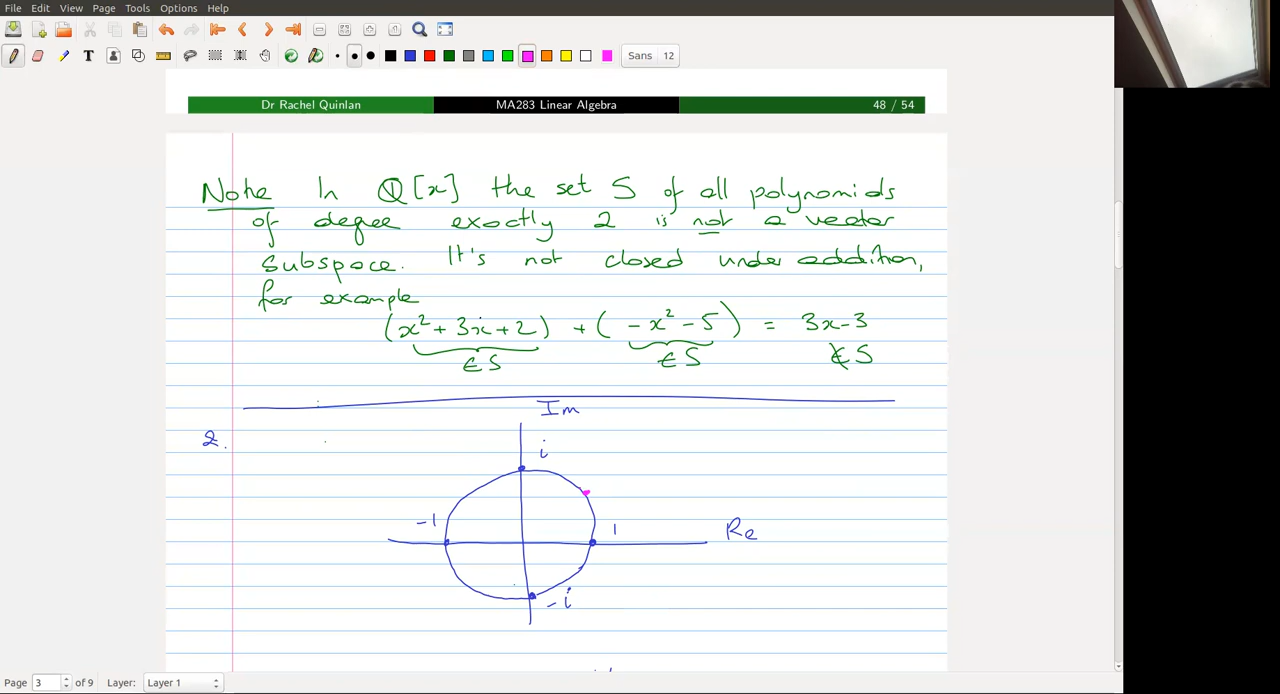 File Edit View Page Tools Options Help
Sans 12
Dr Rachel Quinlan MA283 Linear Algebra 48 / 54
Note In ℚ[x] the set S of all polynomials
of degree exactly 2 is not a vector
subspace. It's not closed under addition,
for example
(x² + 3x + 2) + (-x² - 5) = 3x - 3
∈ S ∈ S ∉ S
Im
2.
i
-1 1 Re
-i
Page 3 of 9 Layer: Layer 1